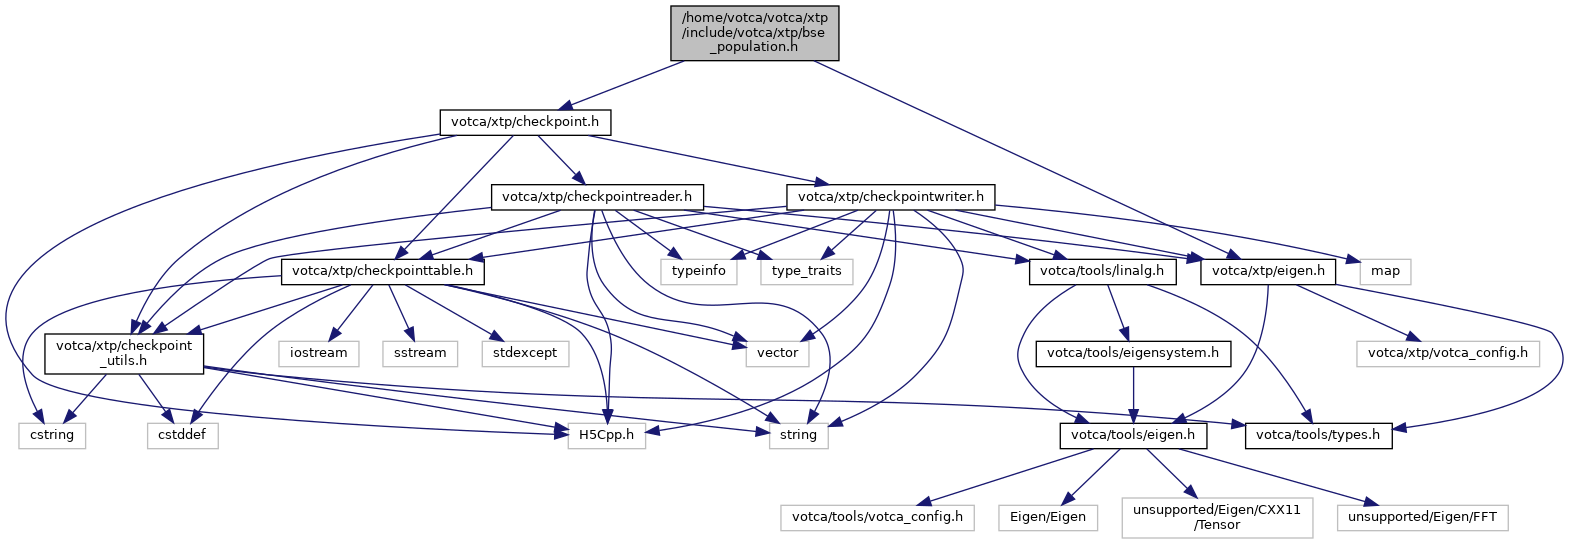 /home/votca/votca/xtp
/include/votca/xtp/bse
_population.h
votca/xtp/checkpoint.h
votca/xtp/checkpointreader.h
votca/xtp/checkpointwriter.h
votca/xtp/checkpointtable.h
typeinfo
type_traits
votca/tools/linalg.h
votca/xtp/eigen.h
map
votca/xtp/checkpoint
_utils.h
iostream
sstream
stdexcept
vector
votca/tools/eigensystem.h
votca/xtp/votca_config.h
cstring
cstddef
H5Cpp.h
string
votca/tools/eigen.h
votca/tools/types.h
votca/tools/votca_config.h
Eigen/Eigen
unsupported/Eigen/CXX11
/Tensor
unsupported/Eigen/FFT